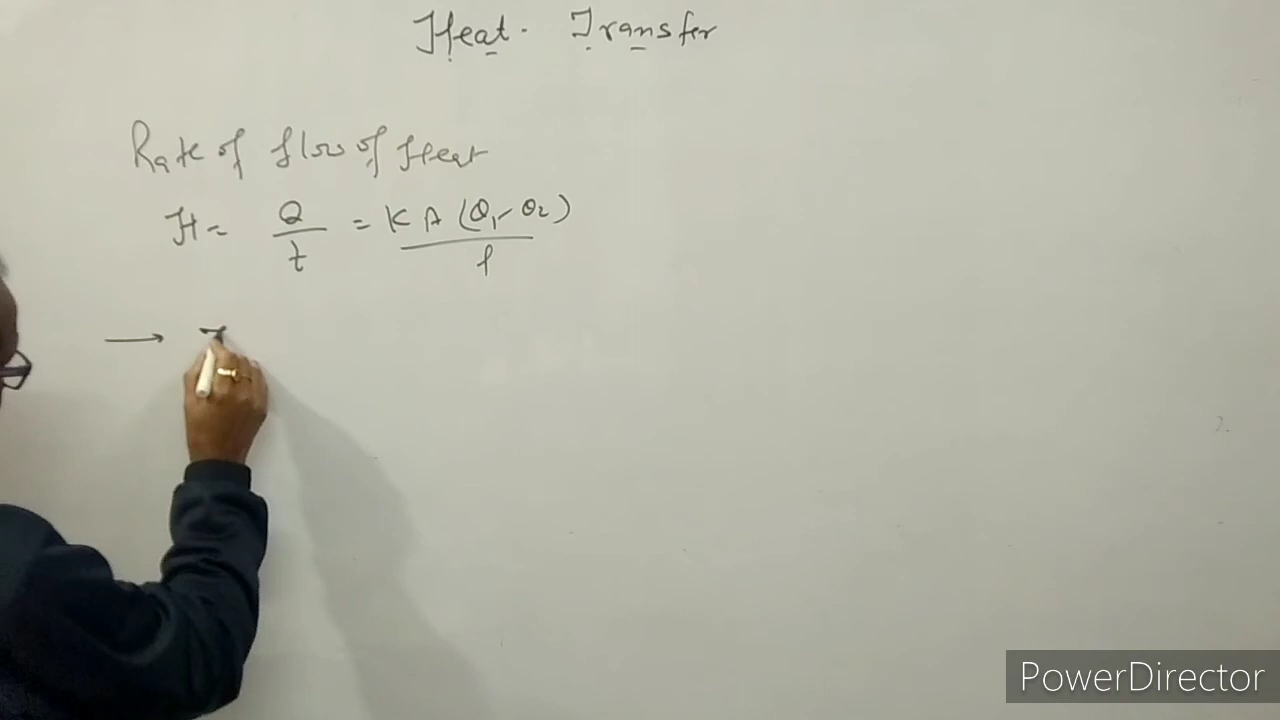 Heat. Transfer
Rate of flow of Heat
H = Q/t = KA(θ₁-θ₂)/l
→
PowerDirector